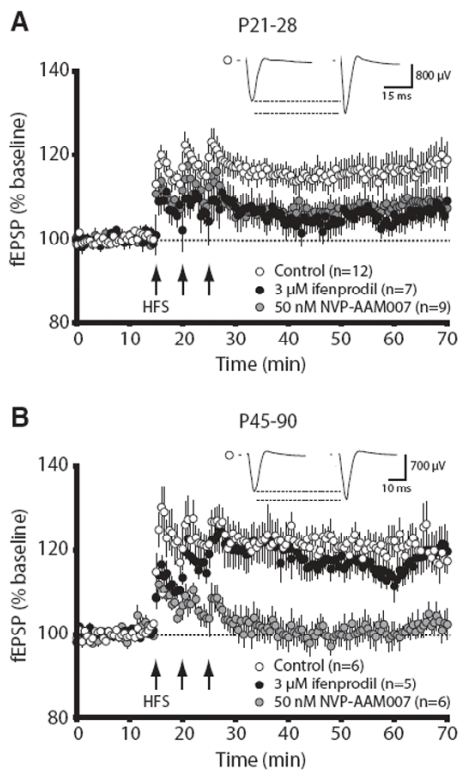 A
P21-28
140
120
100
80
fEPSP (% baseline)
800 µV
15 ms
Control (n=12)
3 µM ifenprodil (n=7)
50 nM NVP-AAM007 (n=9)
HFS
0 10 20 30 40 50 60 70
Time (min)
B
P45-90
140
120
100
80
fEPSP (% baseline)
700 µV
10 ms
Control (n=6)
3 µM ifenprodil (n=5)
50 nM NVP-AAM007 (n=6)
HFS
0 10 20 30 40 50 60 70
Time (min)